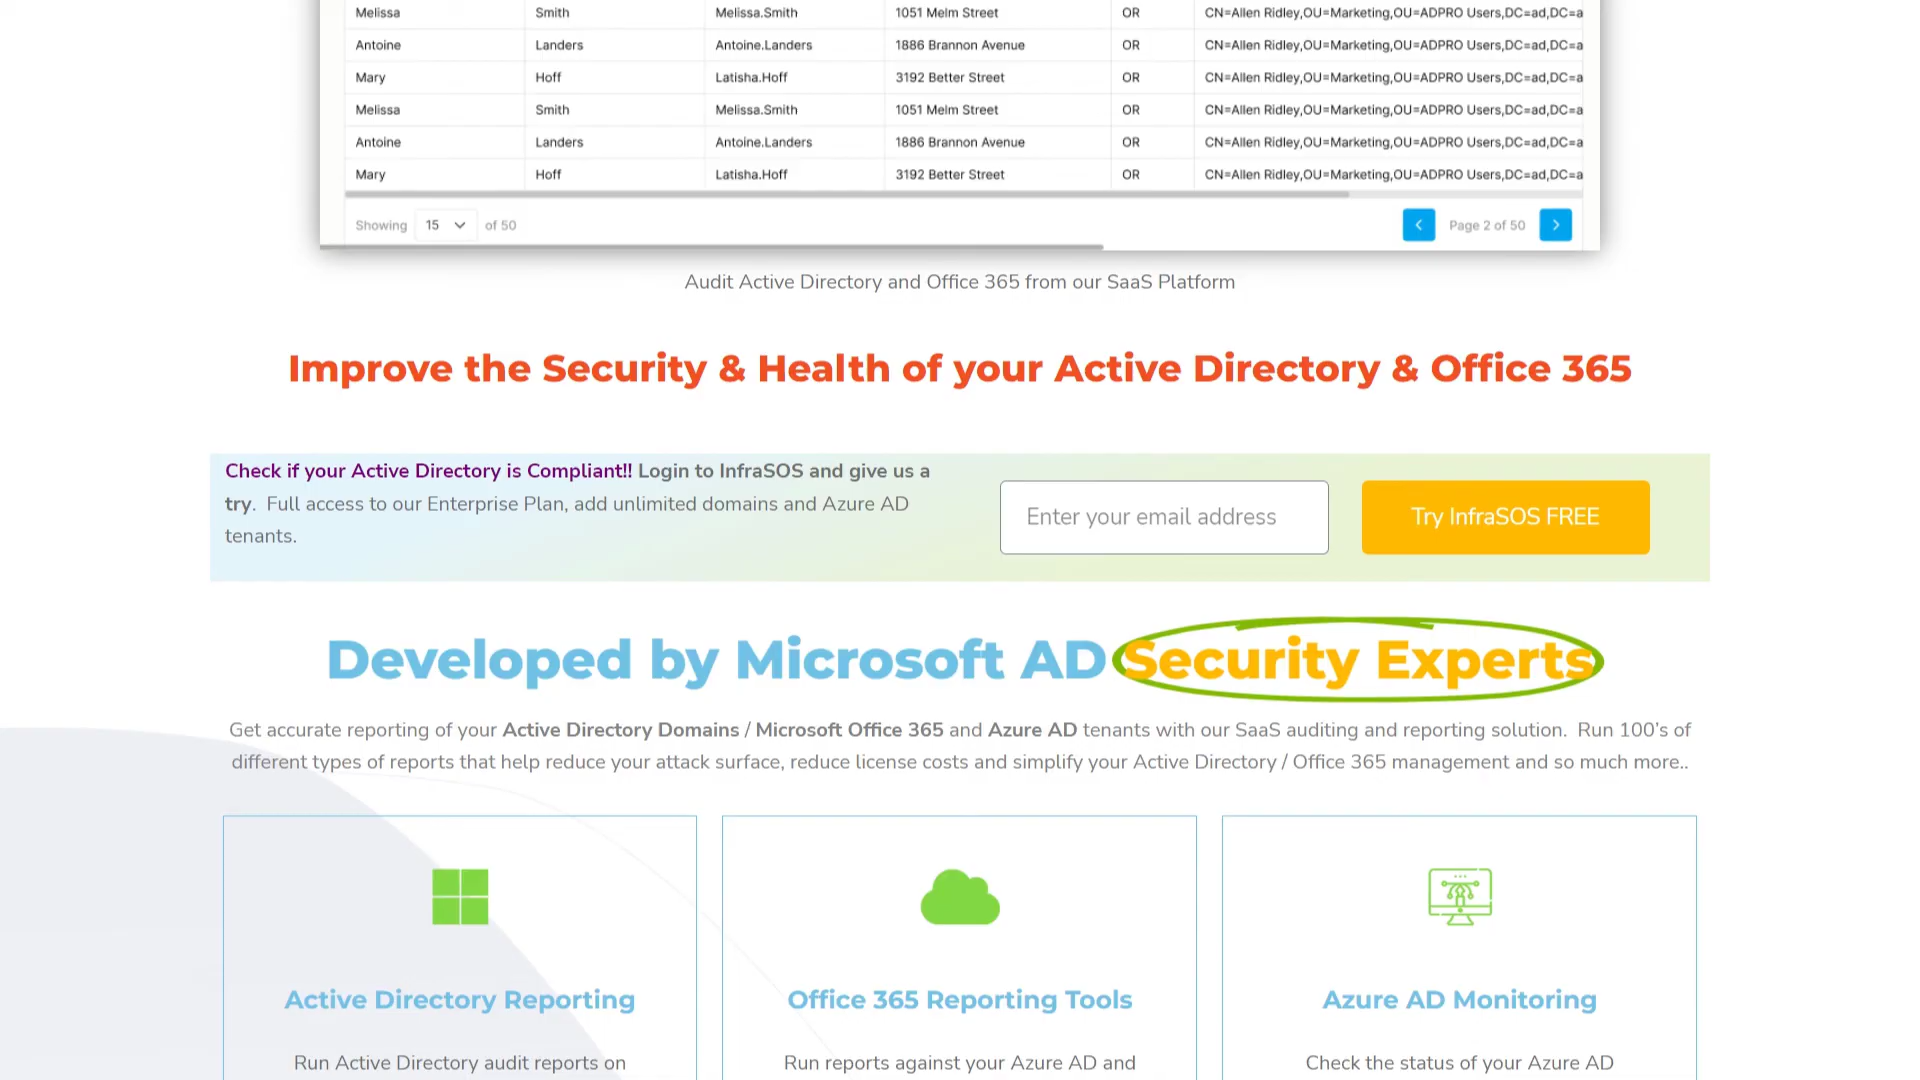 Melissa Smith Melissa.Smith 1051 Melm Street OR CN=Allen Ridley,OU=Marketing,OU=ADPRO Users,DC=ad,DC=a
Antoine Landers Antoine.Landers 1886 Brannon Avenue OR CN=Allen Ridley,OU=Marketing,OU=ADPRO Users,DC=ad,DC=a
Mary Hoff Latisha.Hoff 3192 Better Street OR CN=Allen Ridley,OU=Marketing,OU=ADPRO Users,DC=ad,DC=a
Melissa Smith Melissa.Smith 1051 Melm Street OR CN=Allen Ridley,OU=Marketing,OU=ADPRO Users,DC=ad,DC=a
Antoine Landers Antoine.Landers 1886 Brannon Avenue OR CN=Allen Ridley,OU=Marketing,OU=ADPRO Users,DC=ad,DC=a
Mary Hoff Latisha.Hoff 3192 Better Street OR CN=Allen Ridley,OU=Marketing,OU=ADPRO Users,DC=ad,DC=a
Showing 15 of 50 Page 2 of 50
Audit Active Directory and Office 365 from our SaaS Platform
Improve the Security & Health of your Active Directory & Office 365
Check if your Active Directory is Compliant!! Login to InfraSOS and give us a
try. Full access to our Enterprise Plan, add unlimited domains and Azure AD
tenants.
Enter your email address
Try InfraSOS FREE
Developed by Microsoft AD Security Experts
Get accurate reporting of your Active Directory Domains / Microsoft Office 365 and Azure AD tenants with our SaaS auditing and reporting solution. Run 100's of
different types of reports that help reduce your attack surface, reduce license costs and simplify your Active Directory / Office 365 management and so much more..
Active Directory Reporting
Run Active Directory audit reports on
Office 365 Reporting Tools
Run reports against your Azure AD and
Azure AD Monitoring
Check the status of your Azure AD